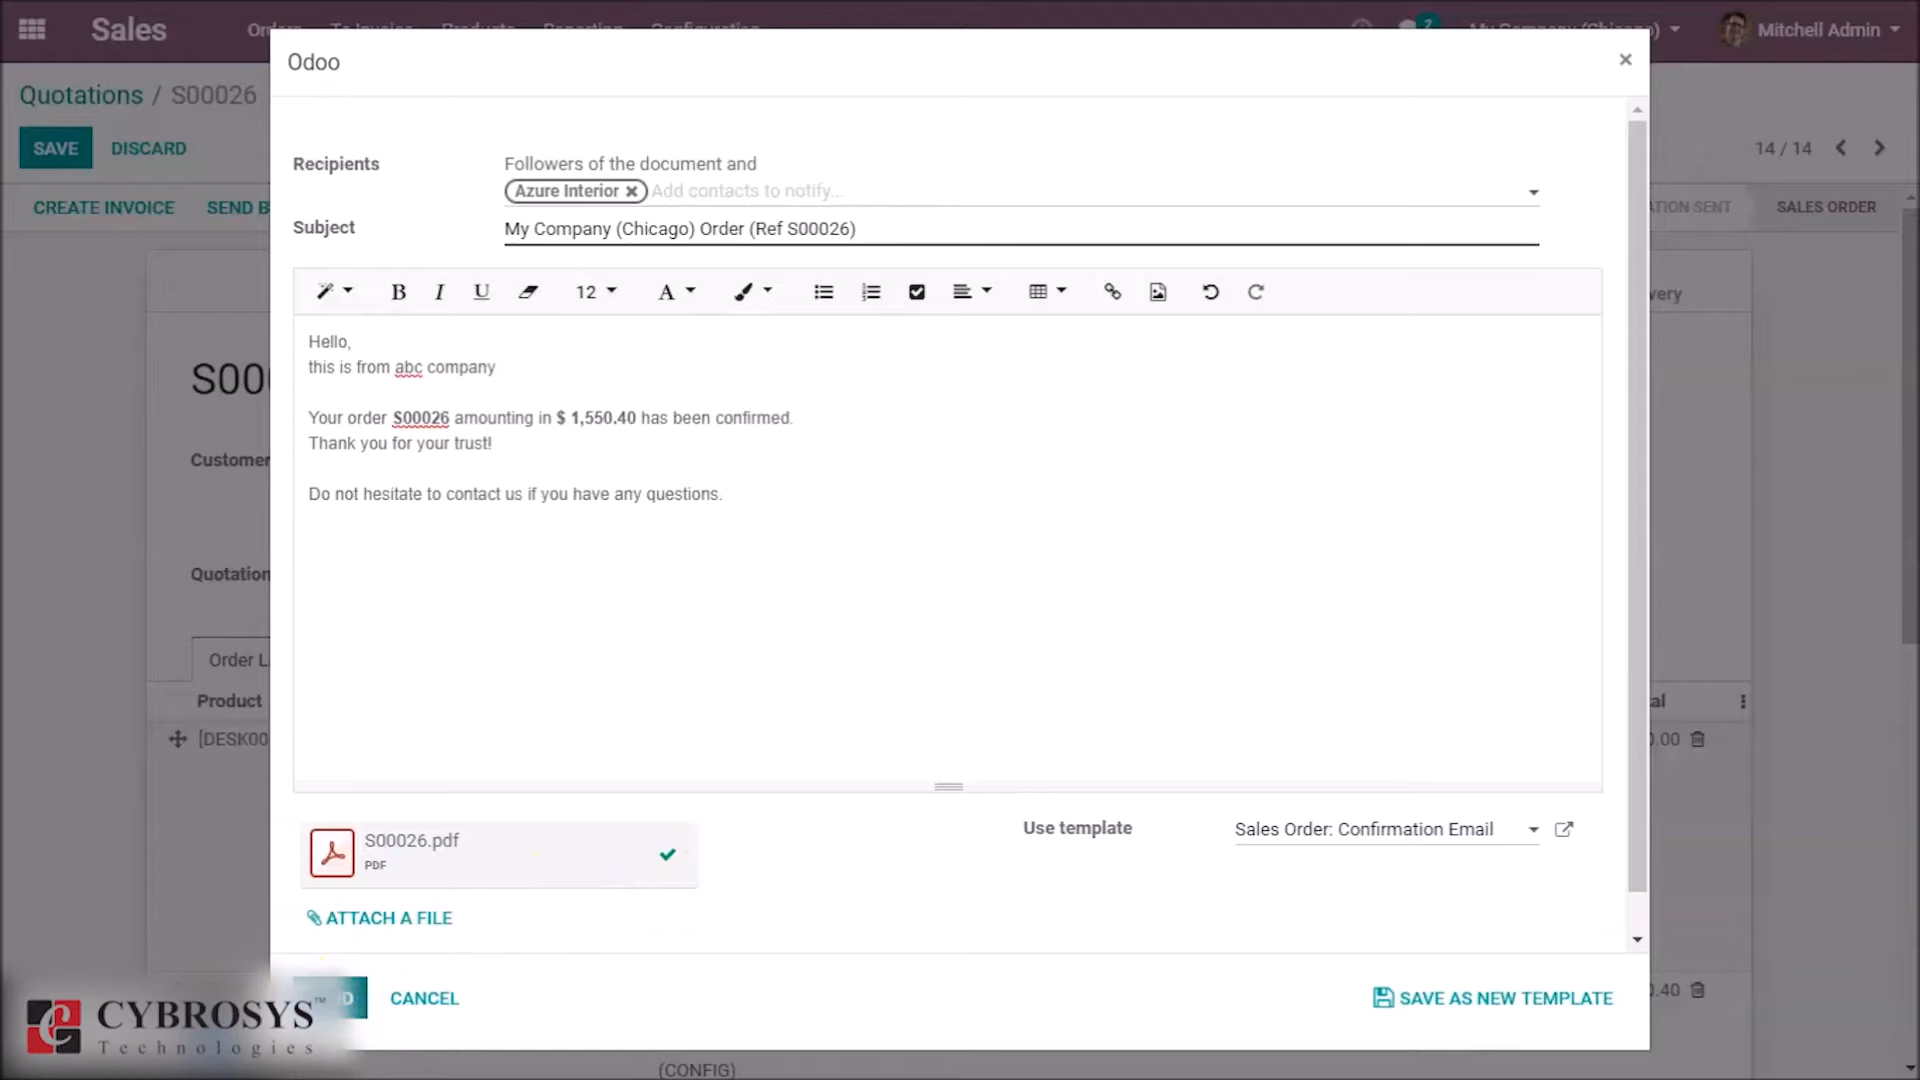 Sales
2
Mitchell Admin
Odoo
×
Quotations / S00026
SAVE
DISCARD
14 / 14
Recipients
Followers of the document and
Azure Interior
Add contacts to notify...
CREATE INVOICE
SEND
SALES ORDER
Subject
My Company (Chicago) Order (Ref S00026)
B I U 12 A
Hello,
this is from abc company
Your order S00026 amounting in $ 1,550.40 has been confirmed.
Thank you for your trust!
Do not hesitate to contact us if you have any questions.
Customer
Quotation
Product
S00026.pdf
PDF
Use template
Sales Order: Confirmation Email
ATTACH A FILE
CANCEL
SAVE AS NEW TEMPLATE
CYBROSYS™
Technologies
(CONFIG)